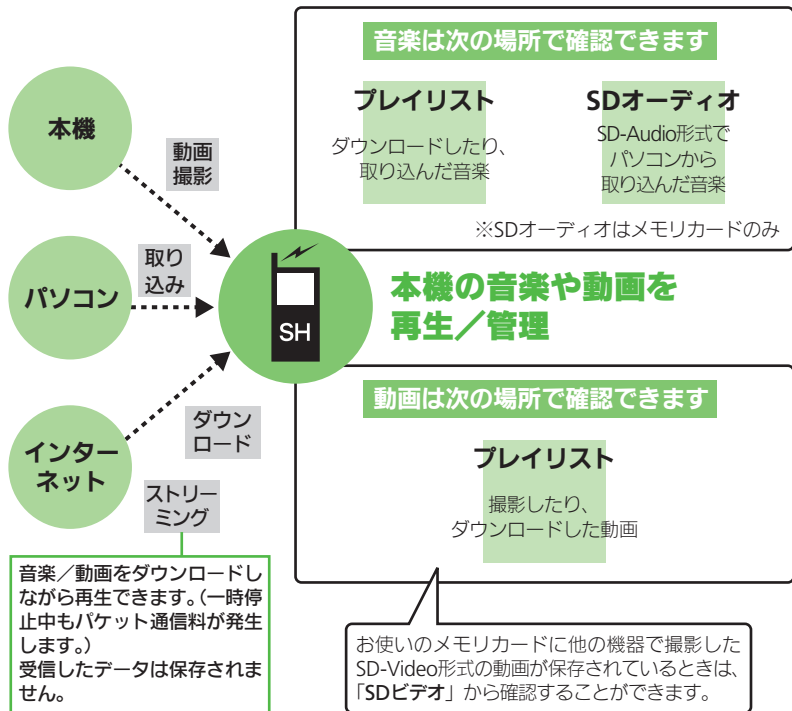 本機
動画
撮影
パソコン
取り
込み
インター
ネット
ダウン
ロード
ストリー
ミング
音楽／動画をダウンロードし
ながら再生できます。（一時停
止中もパケット通信料が発生
します。）
受信したデータは保存されま
せん。
SH
本機の音楽や動画を
再生／管理
音楽は次の場所で確認できます
プレイリスト
ダウンロードしたり、
取り込んだ音楽
SDオーディオ
SD-Audio形式で
パソコンから
取り込んだ音楽
※SDオーディオはメモリカードのみ
動画は次の場所で確認できます
プレイリスト
撮影したり、
ダウンロードした動画
お使いのメモリカードに他の機器で撮影した
SD-Video形式の動画が保存されているときは、
「SDビデオ」から確認することができます。